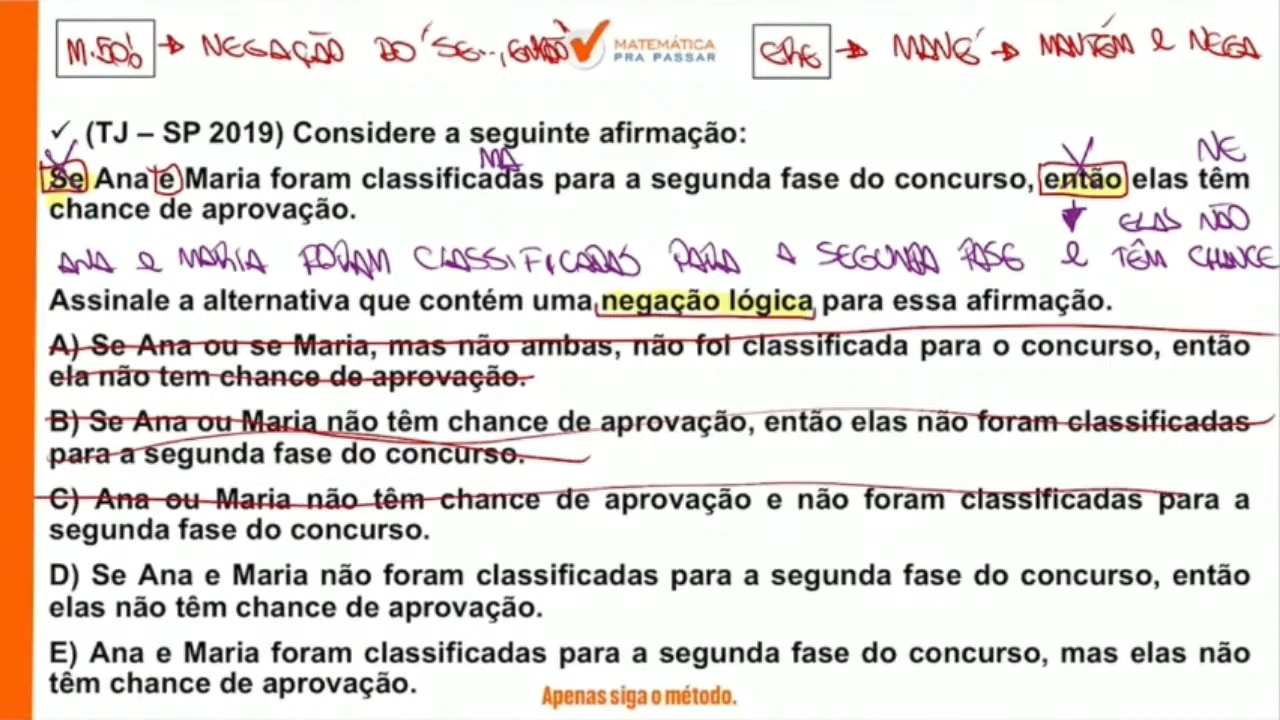 M.50% → NEGAÇÃO DO "SE..., ENTÃO" MATEMÁTICA PRA PASSAR → MANÉ → MANTÉM E NEGA
✓ (TJ – SP 2019) Considere a seguinte afirmação:
MA NE
Se Ana e Maria foram classificadas para a segunda fase do concurso, então elas têm
chance de aprovação.
ELAS NÃO
ANA E MARIA FORAM CLASSIFICADAS PARA A SEGUNDA FASE E TÊM CHANCE
Assinale a alternativa que contém uma negação lógica para essa afirmação.
A) Se Ana ou se Maria, mas não ambas, não foi classificada para o concurso, então
ela não tem chance de aprovação.
B) Se Ana ou Maria não têm chance de aprovação, então elas não foram classificadas
para a segunda fase do concurso.
C) Ana ou Maria não têm chance de aprovação e não foram classificadas para a
segunda fase do concurso.
D) Se Ana e Maria não foram classificadas para a segunda fase do concurso, então
elas não têm chance de aprovação.
E) Ana e Maria foram classificadas para a segunda fase do concurso, mas elas não
têm chance de aprovação.
Apenas siga o método.